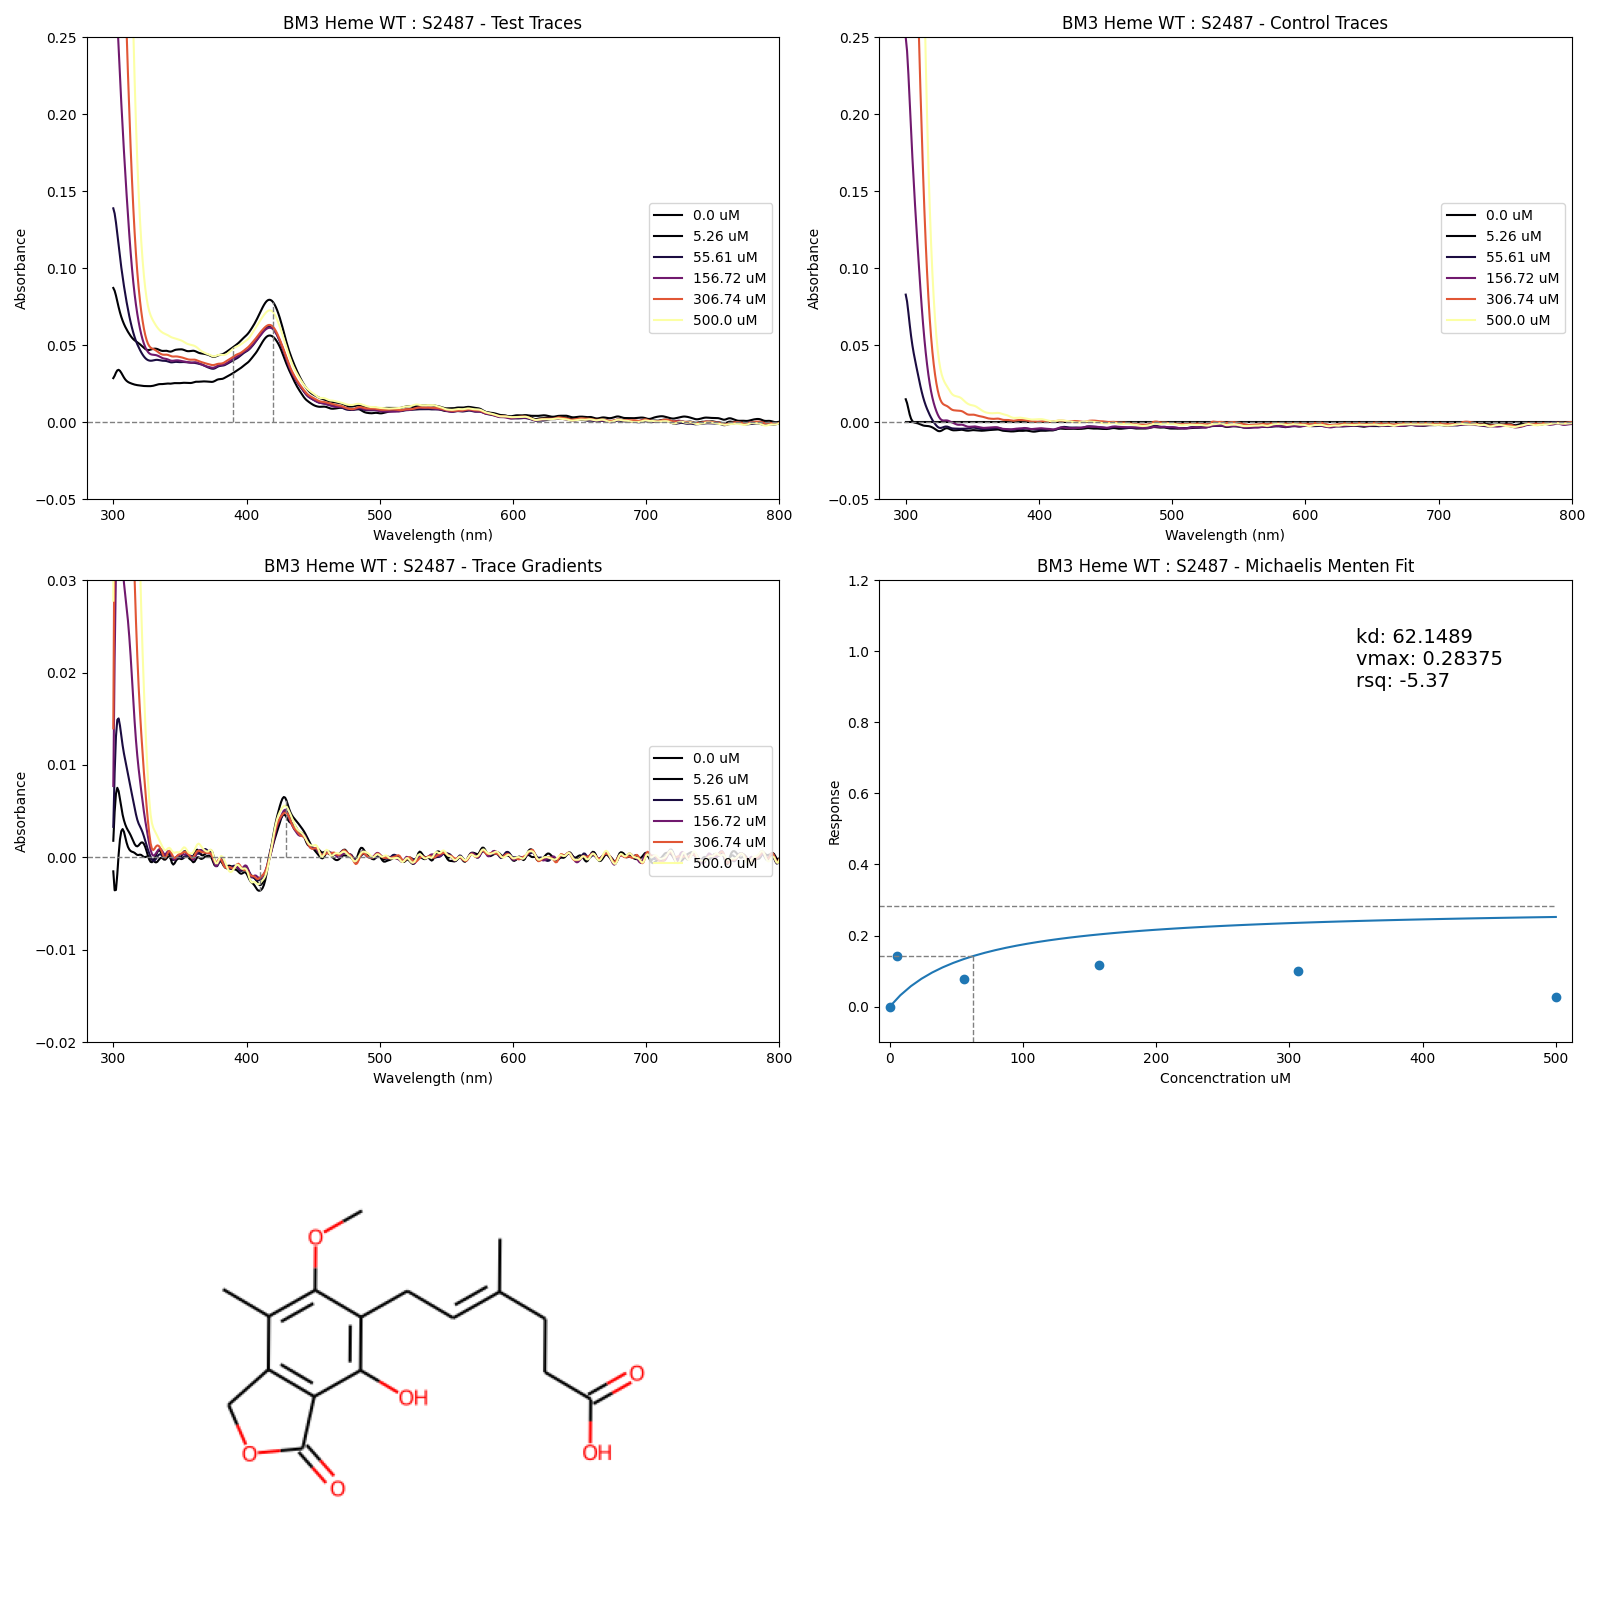 BM3 Heme WT : S2487 - Test Traces
0.25
0.20
0.15
0.10
0.05
0.00
−0.05
Absorbance
0.0 uM
5.26 uM
55.61 uM
156.72 uM
306.74 uM
500.0 uM
300 400 500 600 700 800
Wavelength (nm)
BM3 Heme WT : S2487 - Control Traces
0.25
0.20
0.15
0.10
0.05
0.00
−0.05
Absorbance
0.0 uM
5.26 uM
55.61 uM
156.72 uM
306.74 uM
500.0 uM
300 400 500 600 700 800
Wavelength (nm)
BM3 Heme WT : S2487 - Trace Gradients
0.03
0.02
0.01
0.00
−0.01
−0.02
Absorbance
0.0 uM
5.26 uM
55.61 uM
156.72 uM
306.74 uM
500.0 uM
300 400 500 600 700 800
Wavelength (nm)
BM3 Heme WT : S2487 - Michaelis Menten Fit
1.2
1.0
0.8
0.6
0.4
0.2
0.0
Response
kd: 62.1489
vmax: 0.28375
rsq: -5.37
0 100 200 300 400 500
Concenctration uM
O
O
OH
O
OH
O